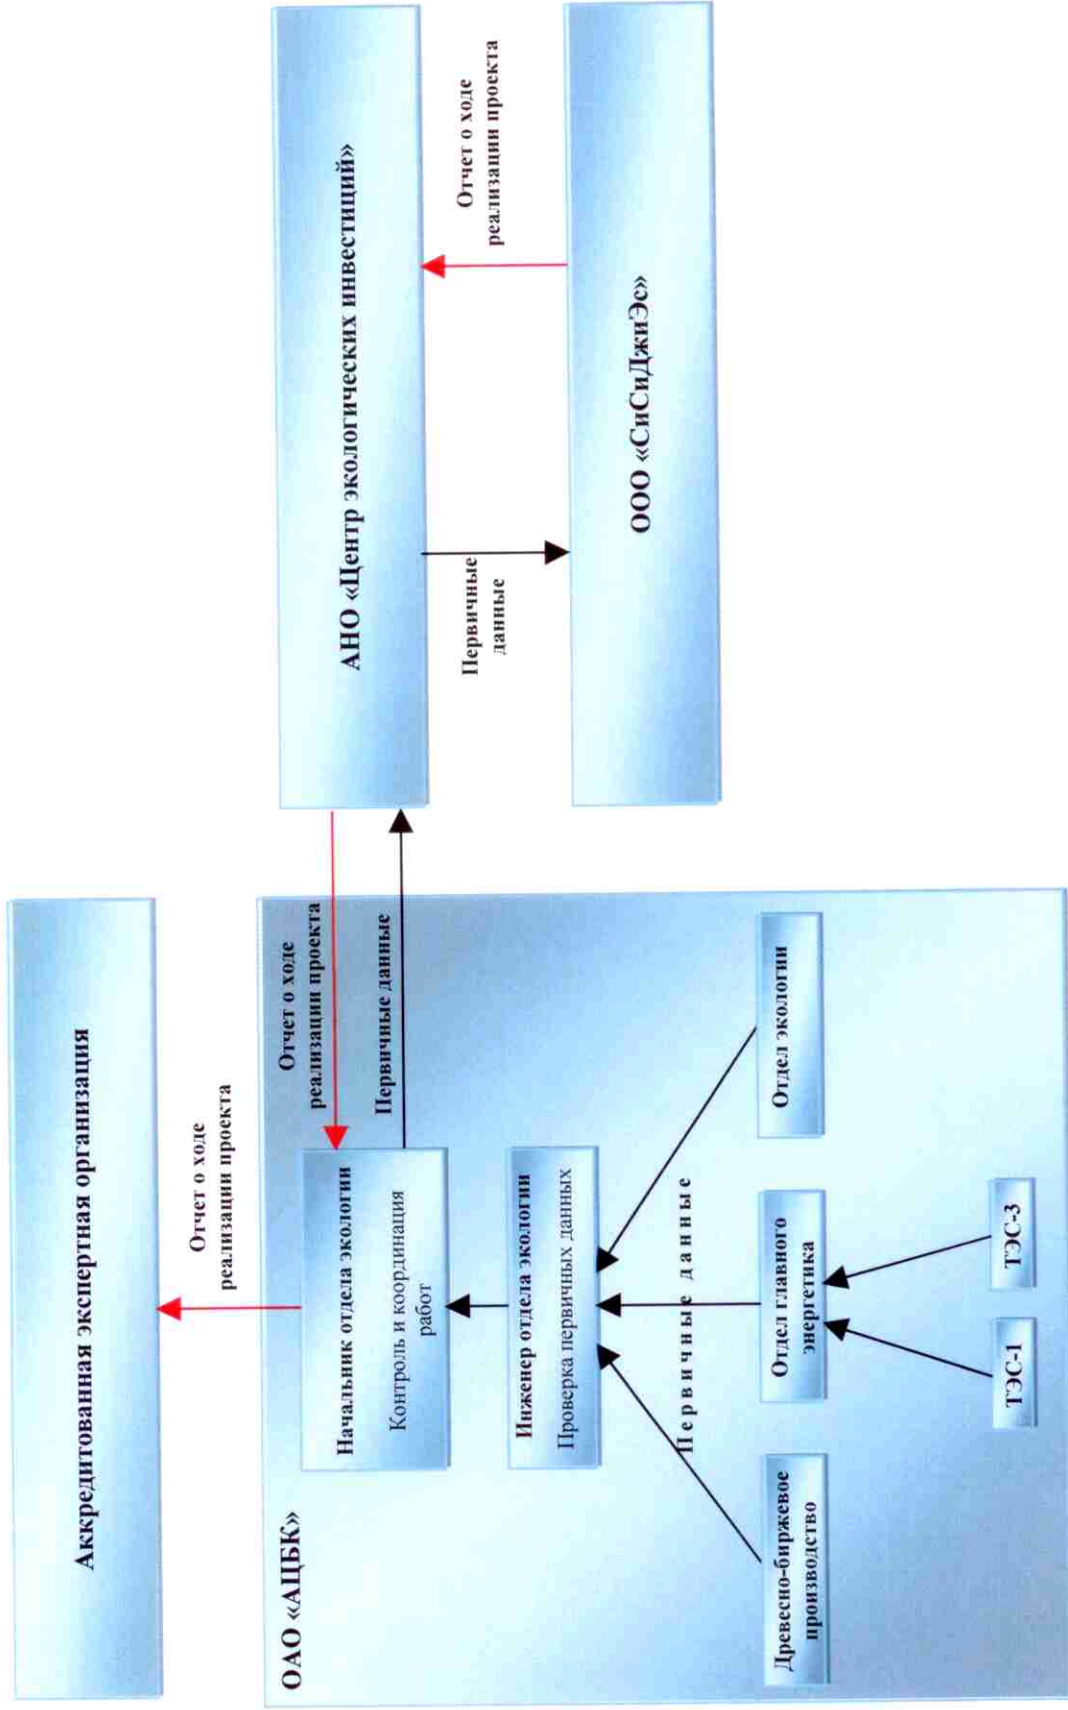 Аккредитованная экспертная организация
Отчет о ходе
реализации проекта
ОАО «АЦБК»
Начальник отдела экологии
Контроль и координация
работ
Отчет о ходе
реализации проекта
Первичные данные
Инженер отдела экологии
Проверка первичных данных
Первичные данные
Древесно-биржевое
производство
Отдел главного
энергетика
Отдел экологии
ТЭС-1
ТЭС-3
АНО «Центр экологических инвестиций»
Первичные
данные
Отчет о ходе
реализации проекта
ООО «СиСиДжиЭс»